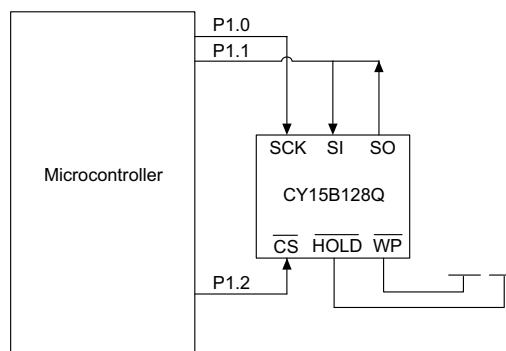 P1.0
P1.1
SCK SI SO
Microcontroller
CY15B128Q
CS HOLD WP
P1.2